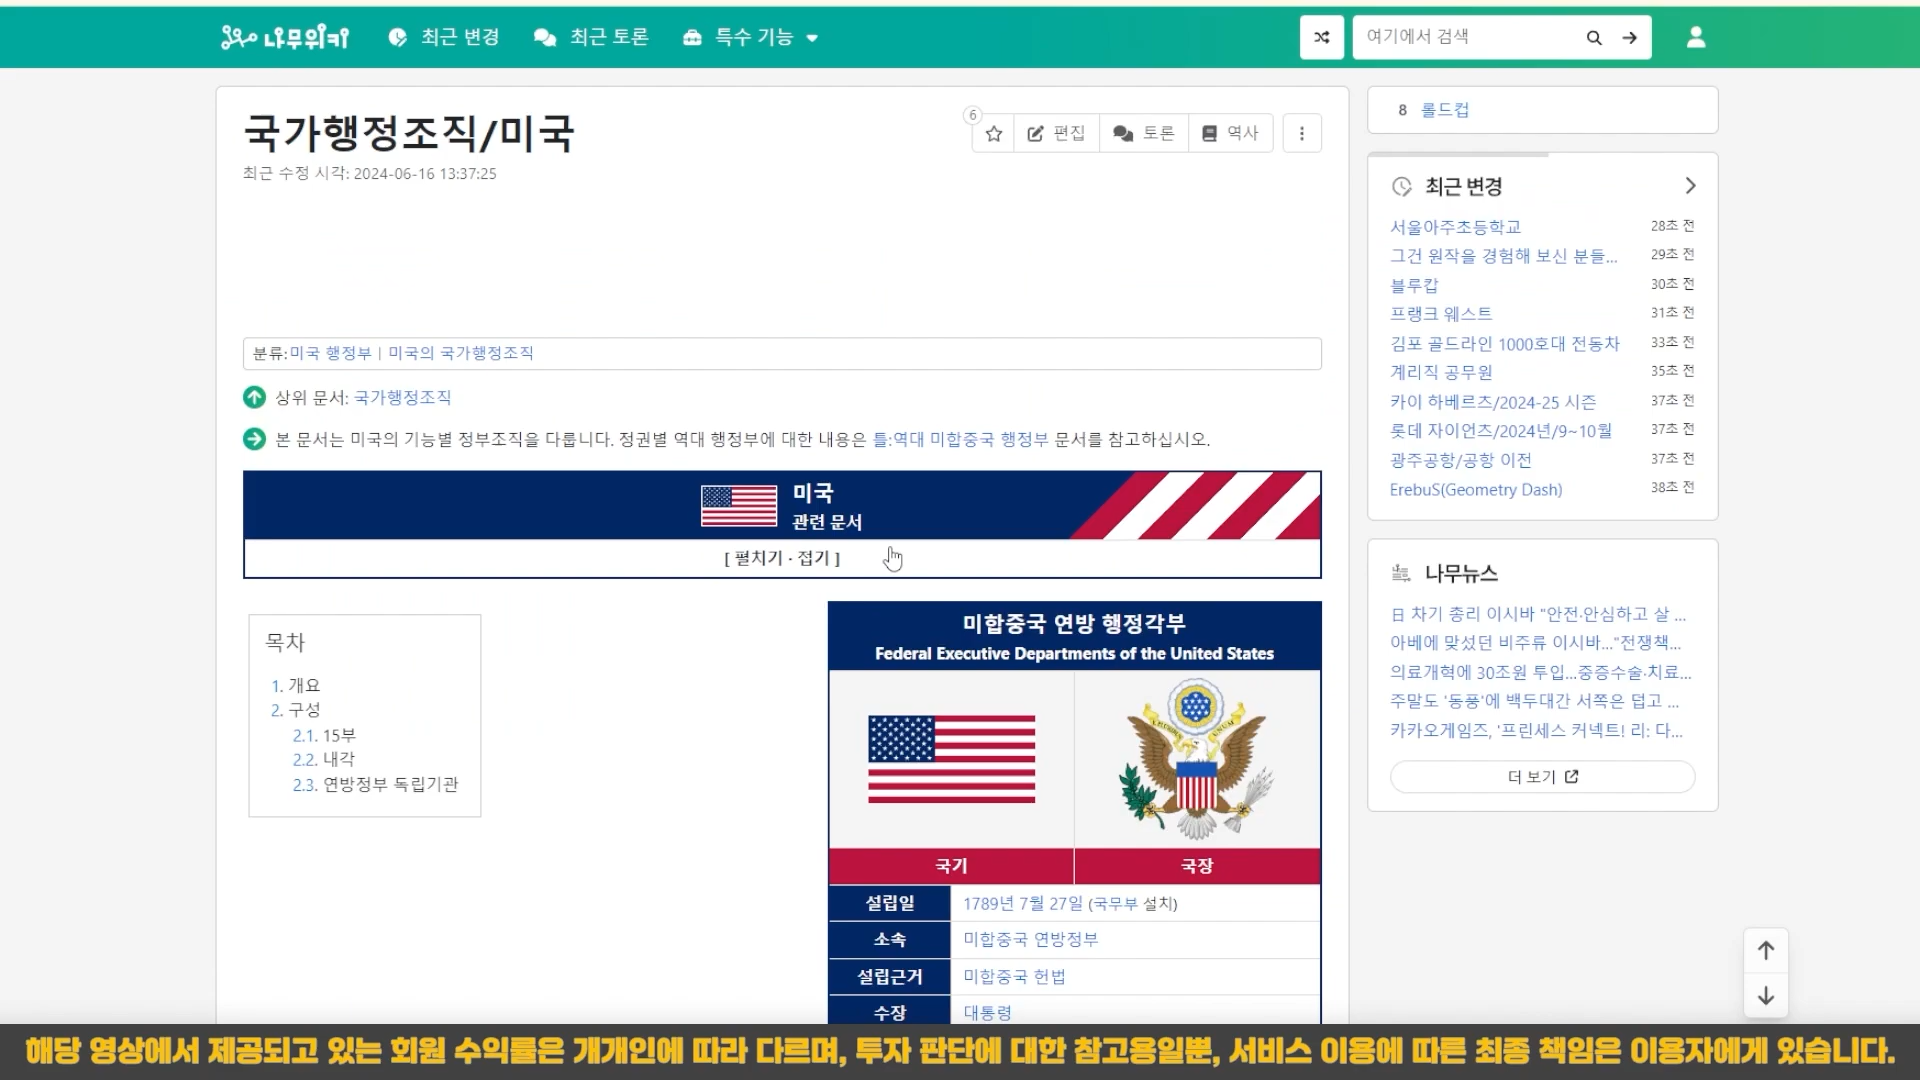 나무위키
최근 변경
최근 토론
특수 기능
여기에서 검색
국가행정조직/미국
6
편집
토론
역사
최근 수정 시각: 2024-06-16 13:37:25
분류:미국 행정부 | 미국의 국가행정조직
상위 문서: 국가행정조직
본 문서는 미국의 기능별 정부조직을 다룹니다. 정권별 역대 행정부에 대한 내용은 틀:역대 미합중국 행정부 문서를 참고하십시오.
미국
관련 문서
[ 펼치기 · 접기 ]
목차
1. 개요
2. 구성
2.1. 15부
2.2. 내각
2.3. 연방정부 독립기관
미합중국 연방 행정각부
Federal Executive Departments of the United States
국기
국장
설립일
1789년 7월 27일 (국무부 설치)
소속
미합중국 연방정부
설립근거
미합중국 헌법
수장
대통령
8 롤드컵
최근 변경
서울아주초등학교 28초 전
그건 원작을 경험해 보신 분들... 29초 전
블루캅 30초 전
프랭크 웨스트 31초 전
김포 골드라인 1000호대 전동차 33초 전
계리직 공무원 35초 전
카이 하베르츠/2024-25 시즌 37초 전
롯데 자이언츠/2024년/9~10월 37초 전
광주공항/공항 이전 37초 전
ErebuS(Geometry Dash) 38초 전
나무뉴스
日 차기 총리 이시바 "안전·안심하고 살 ...
아베에 맞섰던 비주류 이시바..."전쟁책...
의료개혁에 30조원 투입...중증수술·치료...
주말도 '동풍'에 백두대간 서쪽은 덥고 ...
카카오게임즈, '프린세스 커넥트! 리: 다...
더 보기
해당 영상에서 제공되고 있는 회원 수익률은 개개인에 따라 다르며, 투자 판단에 대한 참고용일뿐, 서비스 이용에 따른 최종 책임은 이용자에게 있습니다.